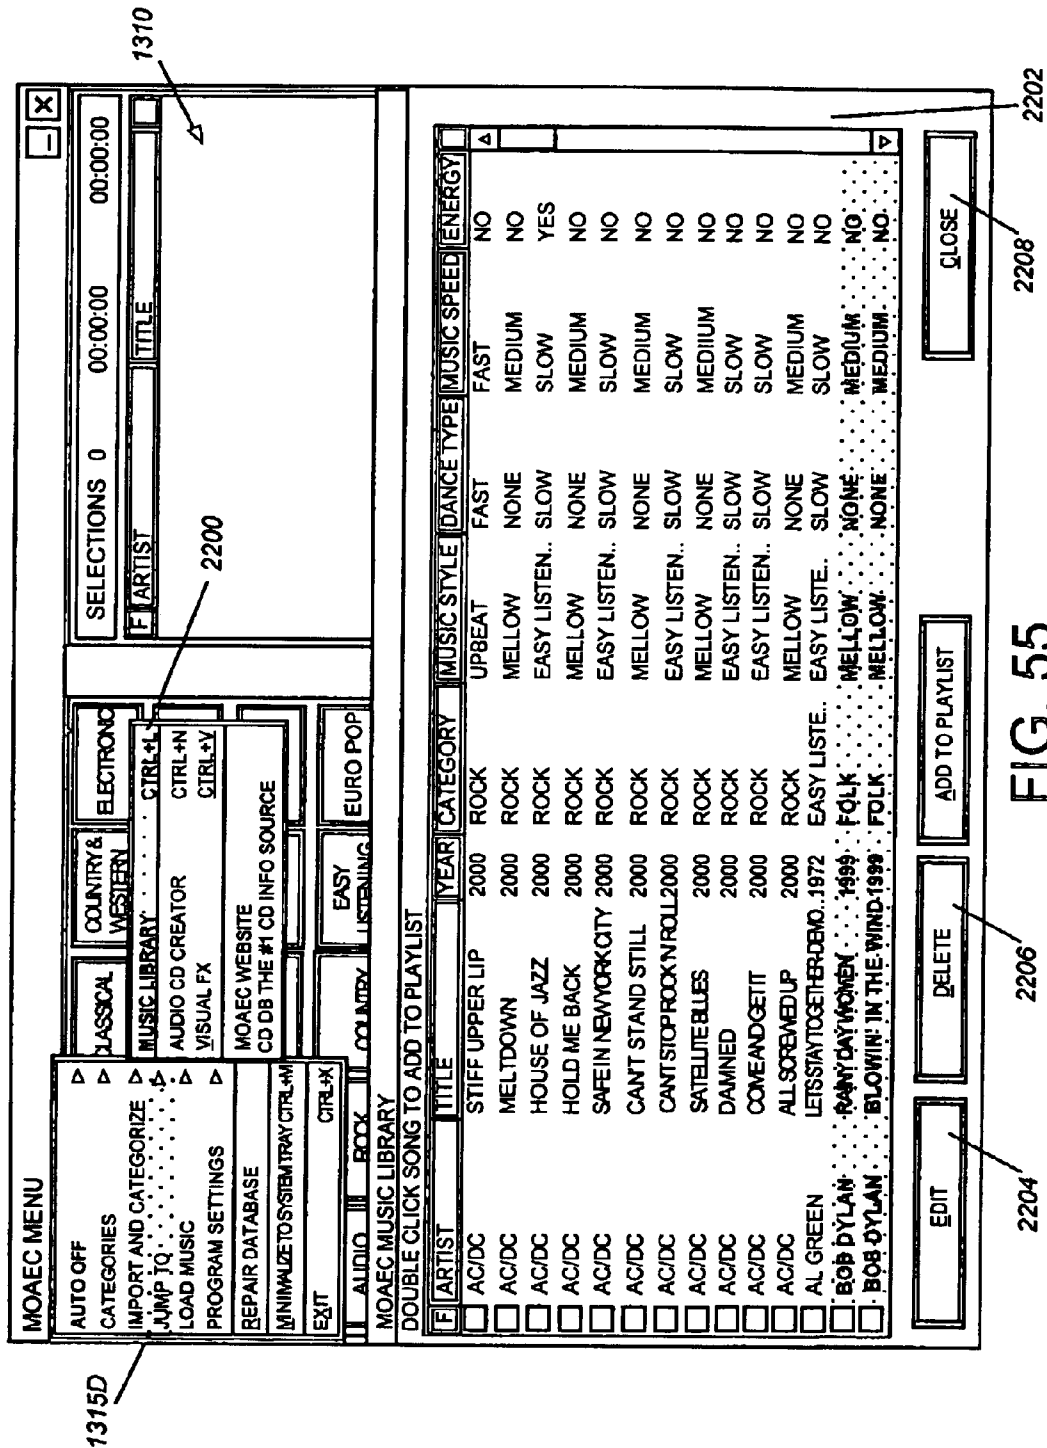 MOAEC MENU
1310
1315D
AUTO OFF
CATEGORIES
IMPORT AND CATEGORIZE
JUMP TO
LOAD MUSIC
PROGRAM SETTINGS
REPAIR DATABASE
MINIMALIZE TO SYSTEM TRAY CTRL+M
EXIT CTRL+X
CLASSICAL
COUNTRY & WESTERN
ELECTRONIC
MUSIC LIBRARY CTRL+L
AUDIO CD CREATOR CTRL+N
VISUAL FX CTRL+V
MOAEC WEBSITE
CD DB THE #1 CD INFO SOURCE
2200
AUDIO ROCK COUNTRY
EASY LISTENING
EURO POP
SELECTIONS 0 00:00:00 00:00:00
F ARTIST TITLE
MOAEC MUSIC LIBRARY
DOUBLE CLICK SONG TO ADD TO PLAYLIST
F ARTIST TITLE YEAR CATEGORY MUSIC STYLE DANCE TYPE MUSIC SPEED ENERGY
AC/DC STIFF UPPER LIP 2000 ROCK UPBEAT FAST FAST NO
AC/DC MELTDOWN 2000 ROCK MELLOW NONE MEDIUM NO
AC/DC HOUSE OF JAZZ 2000 ROCK EASY LISTEN.. SLOW SLOW YES
AC/DC HOLD ME BACK 2000 ROCK MELLOW NONE MEDIUM NO
AC/DC SAFE IN NEW YORK CITY 2000 ROCK EASY LISTEN.. SLOW SLOW NO
AC/DC CAN'T STAND STILL 2000 ROCK MELLOW NONE MEDIUM NO
AC/DC CAN'T STOP ROCK N ROLL 2000 ROCK EASY LISTEN.. SLOW SLOW NO
AC/DC SATELLITE BLUES 2000 ROCK MELLOW NONE MEDIIUM NO
AC/DC DAMNED 2000 ROCK EASY LISTEN.. SLOW SLOW NO
AC/DC COME AND GET IT 2000 ROCK EASY LISTEN.. SLOW SLOW NO
AC/DC ALL SCREWED UP 2000 ROCK MELLOW NONE MEDIUM NO
AL GREEN LETS STAY TOGETHER-DEMO... 1972 EASY LISTE... EASY LISTE.. SLOW SLOW NO
BOB DYLAN RAINY DAY WOMEN 1999 FOLK MELLOW NONE MEDIUM NO
BOB DYLAN BLOWIN' IN THE WIND 1999 FOLK MELLOW NONE MEDIUM NO
2202
EDIT DELETE ADD TO PLAYLIST CLOSE
2204 2206 2208
FIG. 55